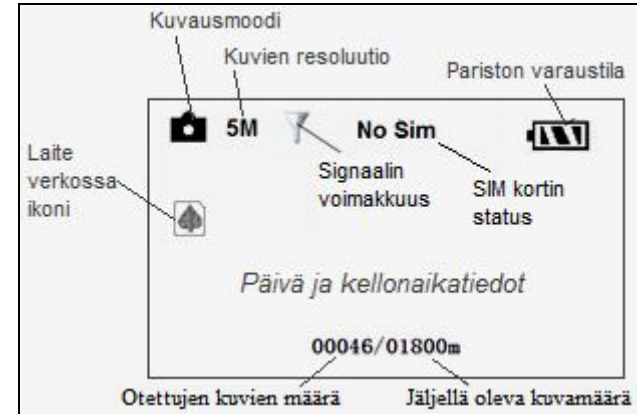 Kuvausmoodi
Kuvien resoluutio
Pariston varaustila
5M
No Sim
Laite
verkossa
ikoni
Signaalin
voimakkuus
SIM kortin
status
Päivä ja kellonaikatiedot
00046/01800m
Otettujen kuvien määrä
Jäljellä oleva kuvamäärä